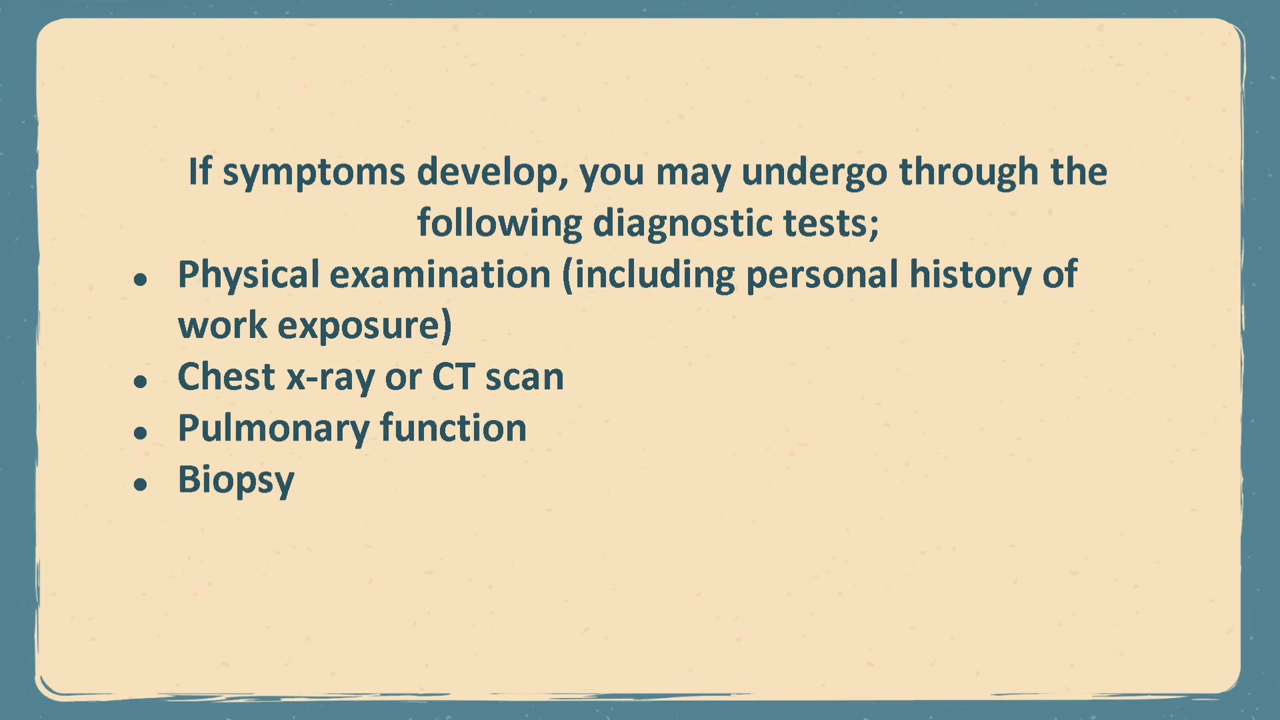 If symptoms develop, you may undergo through the
following diagnostic tests;
● Physical examination (including personal history of
work exposure)
● Chest x-ray or CT scan
● Pulmonary function
● Biopsy